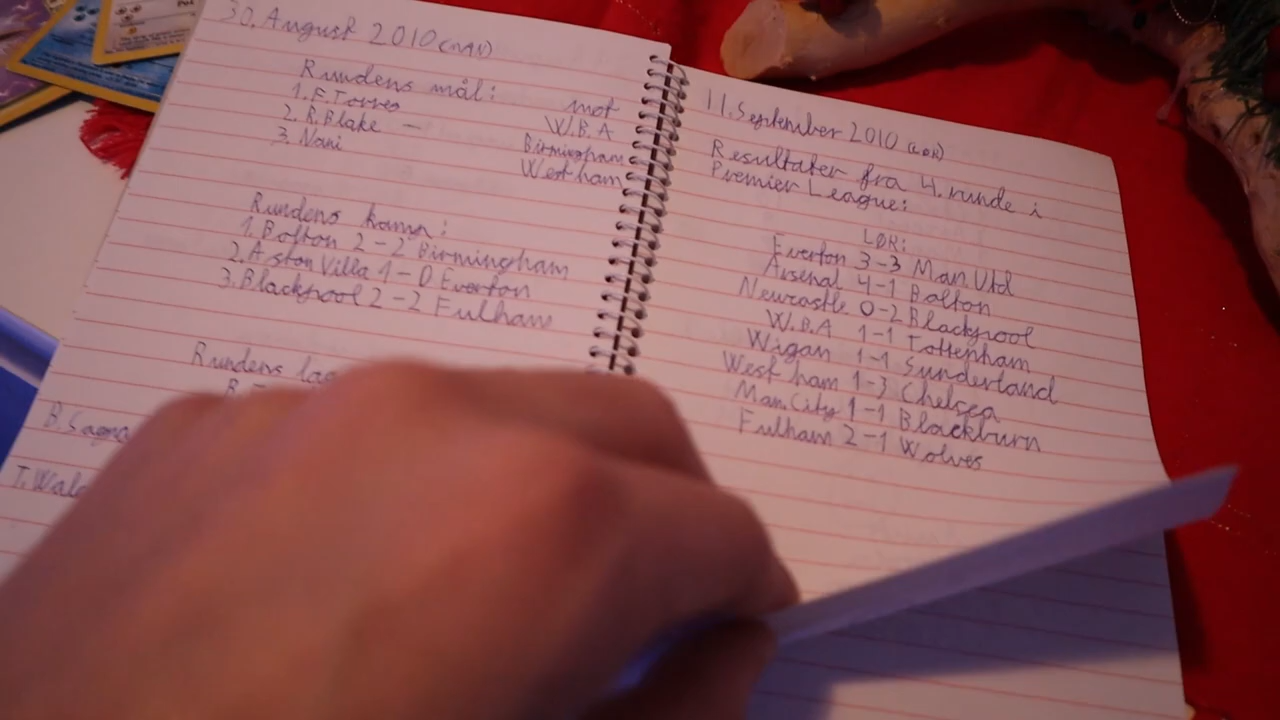 30. August 2010 (MAN)
Rundens mål:
mot
1. F. Torres
W.B.A
2. R. Blake —
Birmingham
3. Nani
West ham
Rundens kamp:
1. Bolton 2-2 Birmingham
2. Aston Villa 1-0 Everton
3. Blackpool 2-2 Fulham
Rundens lag
B. Sagna
T. Walc
11. September 2010 (LØR)
Resultater fra 4. runde i
Premier League:
LØR:
Everton 3-3 Man. Utd
Arsenal 4-1 Bolton
Newcastle 0-2 Blackpool
W.B.A 1-1 Tottenham
Wigan 1-1 Sunderland
West ham 1-3 Chelsea
Man. City 1-1 Blackburn
Fulham 2-1 Wolves